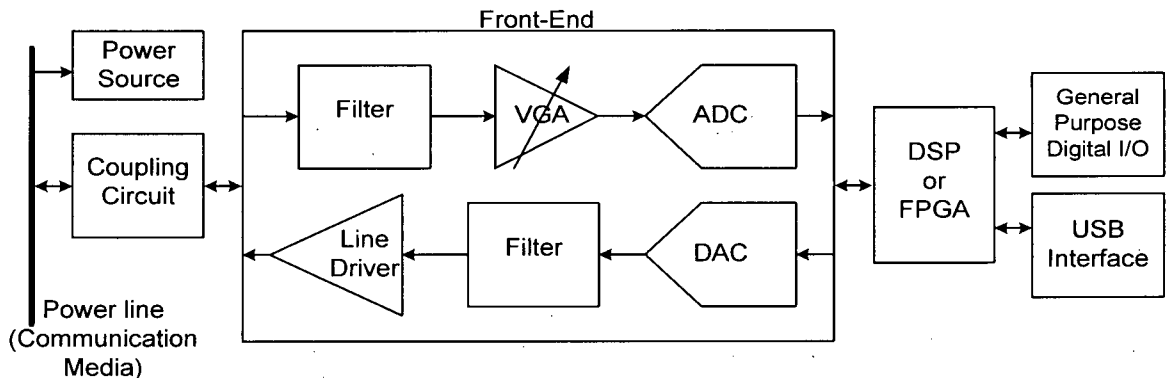 Front-End
Power
Source
Filter
VGA
ADC
General
Purpose
Digital I/O
Coupling
Circuit
DSP
or
FPGA
Line
Driver
Filter
DAC
USB
Interface
Power line
(Communication
Media)